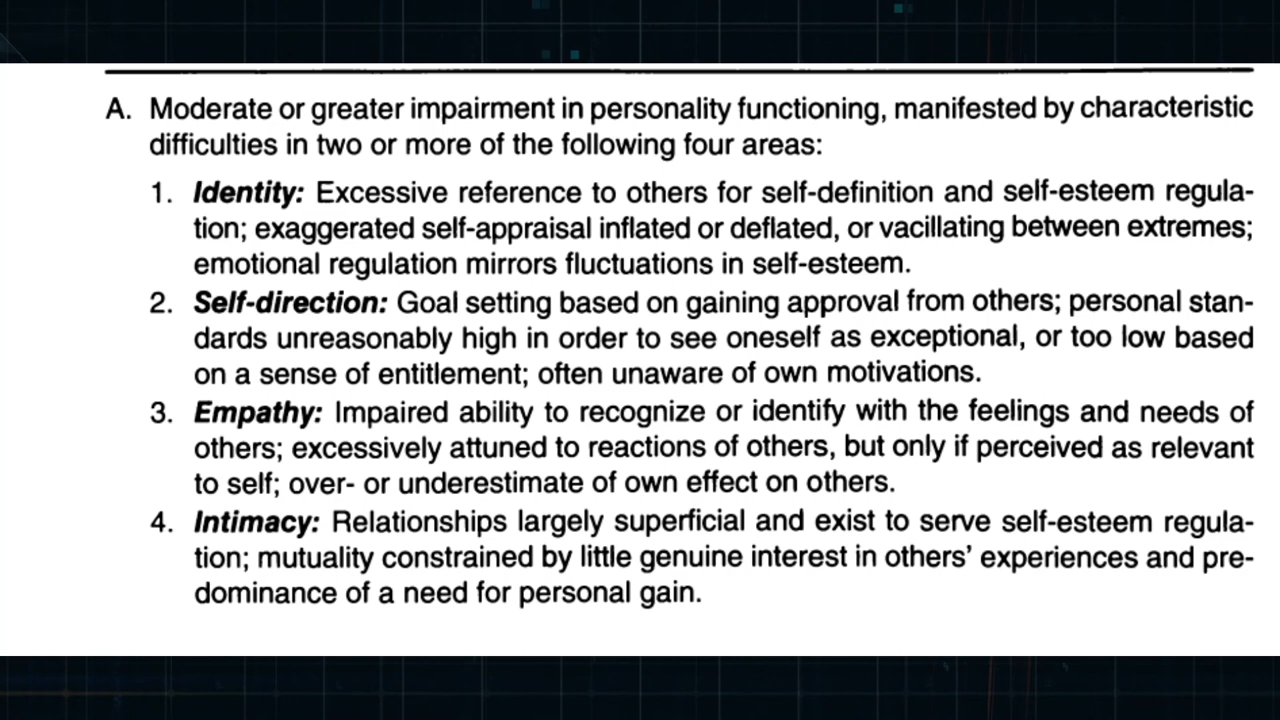 A. Moderate or greater impairment in personality functioning, manifested by characteristic
difficulties in two or more of the following four areas:
1. Identity: Excessive reference to others for self-definition and self-esteem regula-
tion; exaggerated self-appraisal inflated or deflated, or vacillating between extremes;
emotional regulation mirrors fluctuations in self-esteem.
2. Self-direction: Goal setting based on gaining approval from others; personal stan-
dards unreasonably high in order to see oneself as exceptional, or too low based
on a sense of entitlement; often unaware of own motivations.
3. Empathy: Impaired ability to recognize or identify with the feelings and needs of
others; excessively attuned to reactions of others, but only if perceived as relevant
to self; over- or underestimate of own effect on others.
4. Intimacy: Relationships largely superficial and exist to serve self-esteem regula-
tion; mutuality constrained by little genuine interest in others' experiences and pre-
dominance of a need for personal gain.